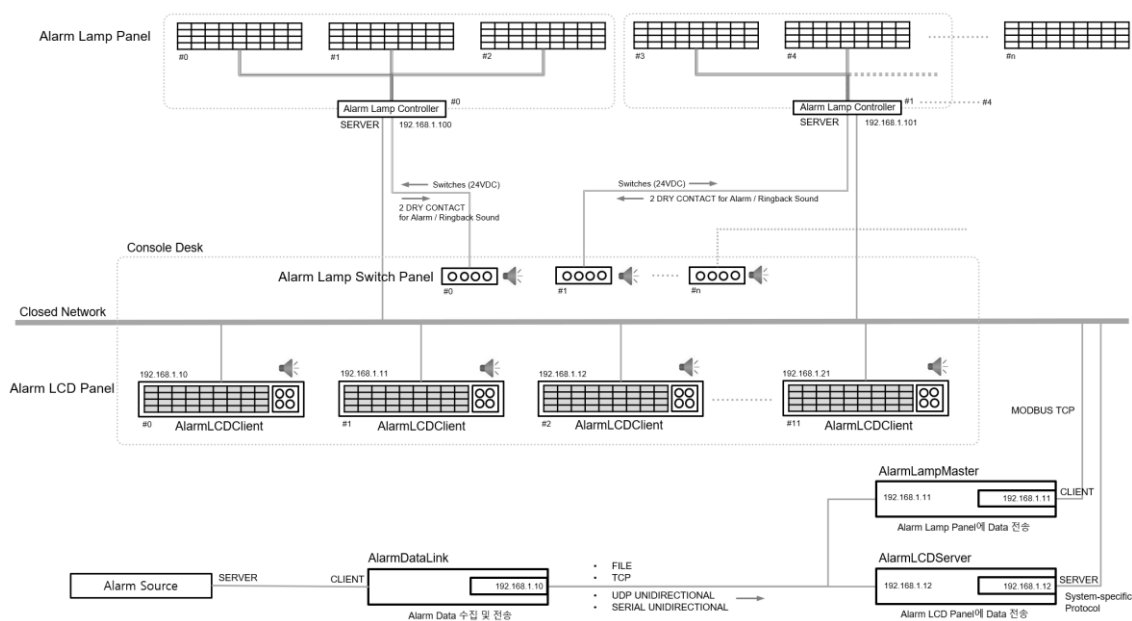 Alarm Lamp Panel
#0
#1
#2
#3
#4
#n
Alarm Lamp Controller
#0
SERVER 192.168.1.100
Alarm Lamp Controller
#1
#4
SERVER 192.168.1.101
Switches (24VDC)
2 DRY CONTACT
for Alarm / Ringback Sound
Switches (24VDC)
2 DRY CONTACT for Alarm / Ringback Sound
Console Desk
Alarm Lamp Switch Panel
#0
#1
#n
Closed Network
Alarm LCD Panel
192.168.1.10
#0
AlarmLCDClient
192.168.1.11
#1
AlarmLCDClient
192.168.1.12
#2
AlarmLCDClient
192.168.1.21
#11
AlarmLCDClient
MODBUS TCP
AlarmLampMaster
192.168.1.11
192.168.1.11
CLIENT
Alarm Lamp Panel에 Data 전송
Alarm Source
SERVER
CLIENT
AlarmDataLink
192.168.1.10
Alarm Data 수집 및 전송
• FILE
• TCP
• UDP UNIDIRECTIONAL
• SERIAL UNIDIRECTIONAL
AlarmLCDServer
192.168.1.12
192.168.1.12
SERVER
System-specific
Protocol
Alarm LCD Panel에 Data 전송